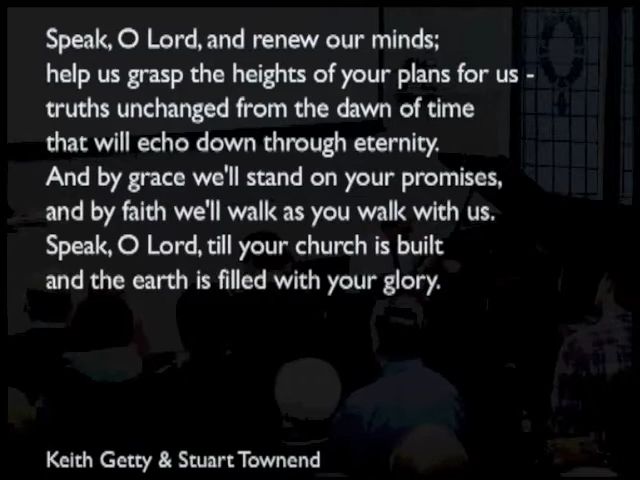 Speak, O Lord, and renew our minds;
help us grasp the heights of your plans for us -
truths unchanged from the dawn of time
that will echo down through eternity.
And by grace we'll stand on your promises,
and by faith we'll walk as you walk with us.
Speak, O Lord, till your church is built
and the earth is filled with your glory.
Keith Getty & Stuart Townend